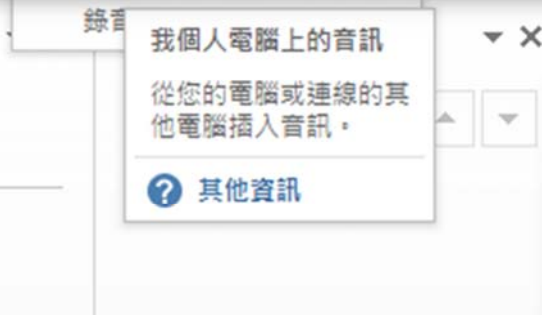 錄音
我個人電腦上的音訊
從您的電腦或連線的其
他電腦插入音訊。
其他資訊